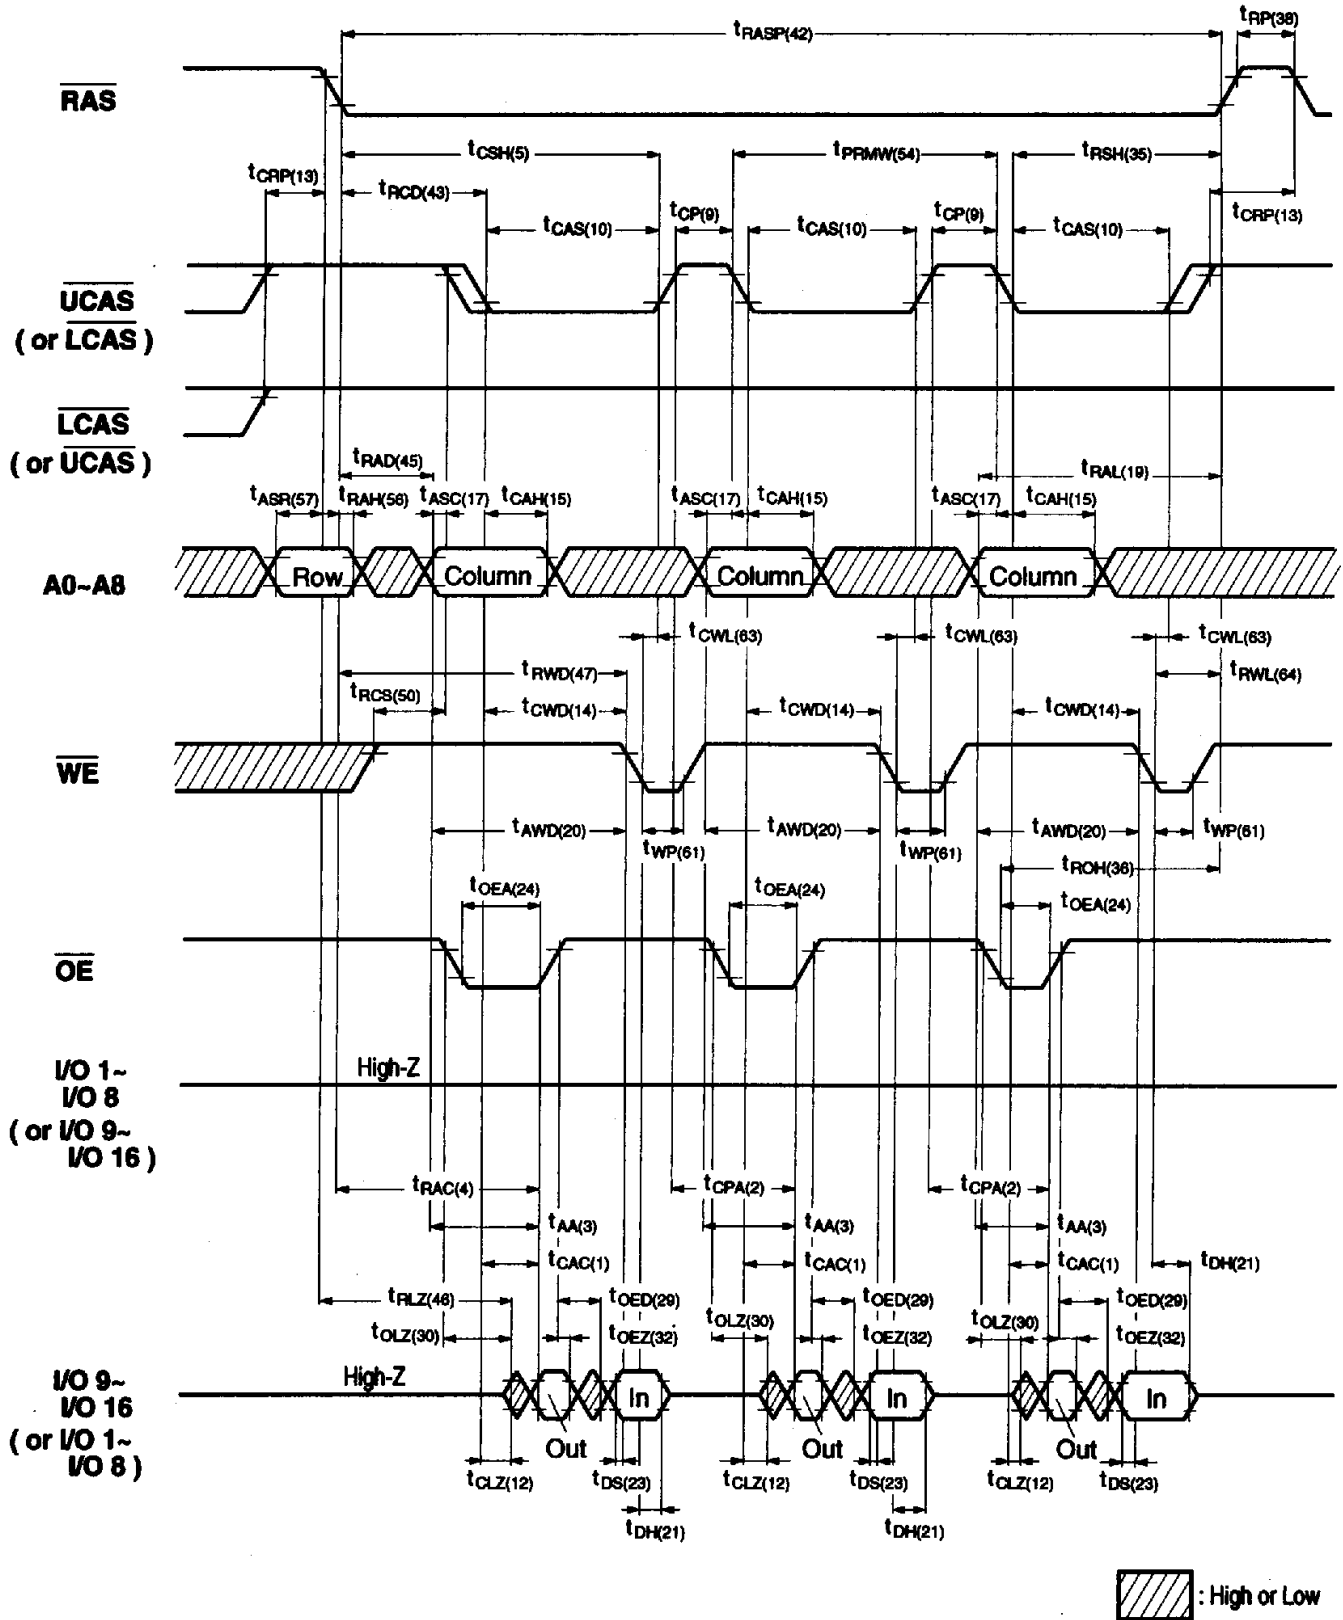 tRASP(42)
tRP(38)
RAS
tCSH(5)
tPRMW(54)
tRSH(35)
tCRP(13)
tRCD(43)
tCP(9)
tCP(9)
tCRP(13)
tCAS(10)
tCAS(10)
tCAS(10)
UCAS
( or LCAS )
LCAS
( or UCAS )
tRAD(45)
tRAL(19)
tASR(57)
tRAH(56)
tASC(17)
tCAH(15)
tASC(17)
tCAH(15)
tASC(17)
tCAH(15)
A0~A8
Row
Column
Column
Column
tCWL(63)
tCWL(63)
tCWL(63)
tRWD(47)
tRWL(64)
tRCS(50)
tCWD(14)
tCWD(14)
tCWD(14)
WE
tAWD(20)
tWP(61)
tAWD(20)
tWP(61)
tAWD(20)
tWP(61)
tROH(36)
tOEA(24)
tOEA(24)
tOEA(24)
OE
I/O 1~
I/O 8
( or I/O 9~
I/O 16 )
High-Z
tRAC(4)
tCPA(2)
tCPA(2)
tAA(3)
tAA(3)
tAA(3)
tCAC(1)
tCAC(1)
tCAC(1)
tDH(21)
tRLZ(46)
tOED(29)
tOED(29)
tOED(29)
tOLZ(30)
tOLZ(30)
tOLZ(30)
tOEZ(32)
tOEZ(32)
tOEZ(32)
I/O 9~
I/O 16
( or I/O 1~
I/O 8 )
High-Z
In
In
In
Out
Out
Out
tCLZ(12)
tDS(23)
tCLZ(12)
tDS(23)
tCLZ(12)
tDS(23)
tDH(21)
tDH(21)
: High or Low